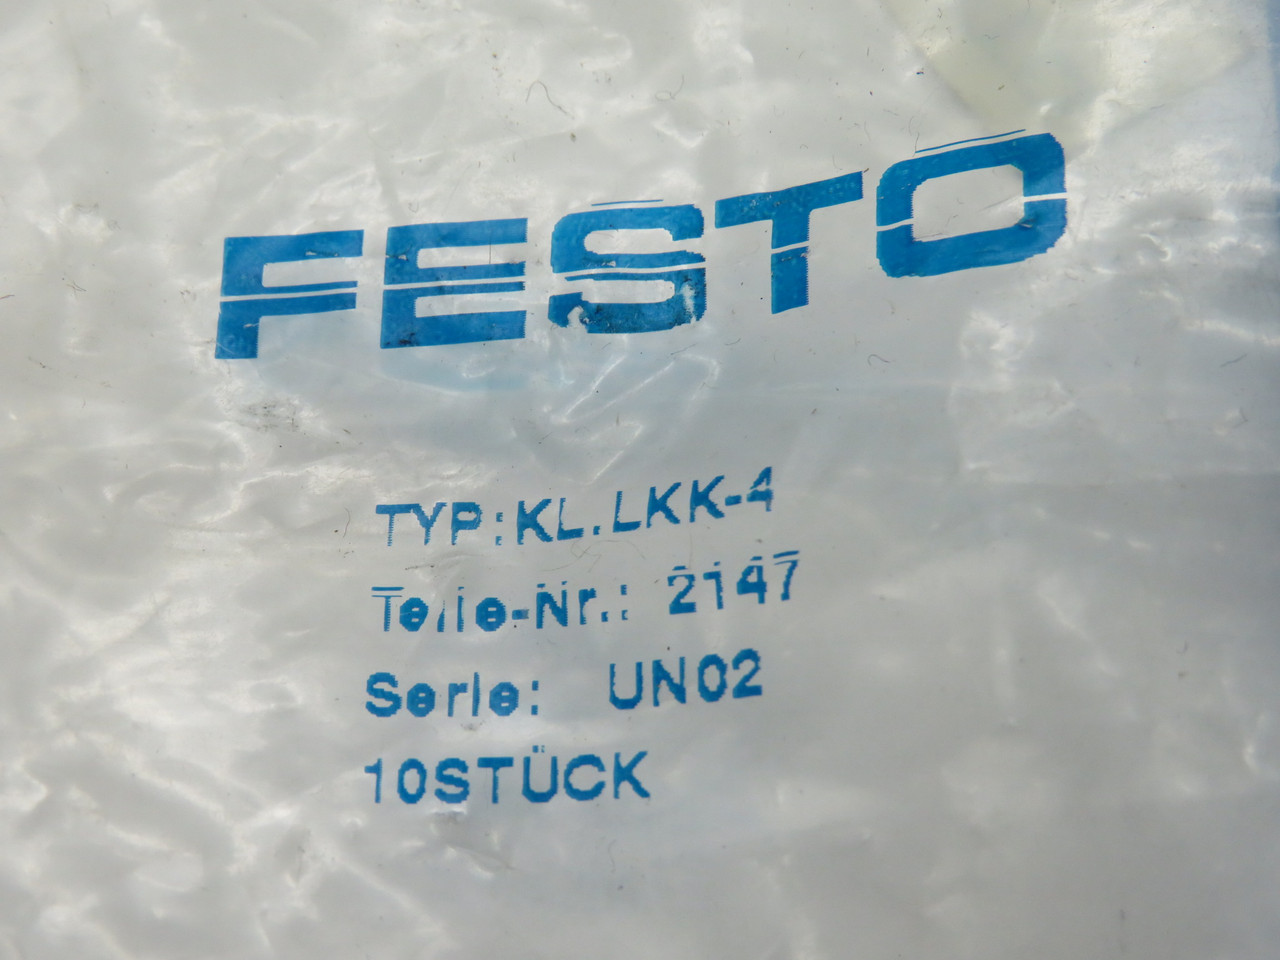 FESTO
TYP:KL.LKK-4
Teile-Nr.: 2147
Serie: UN02
10STÜCK